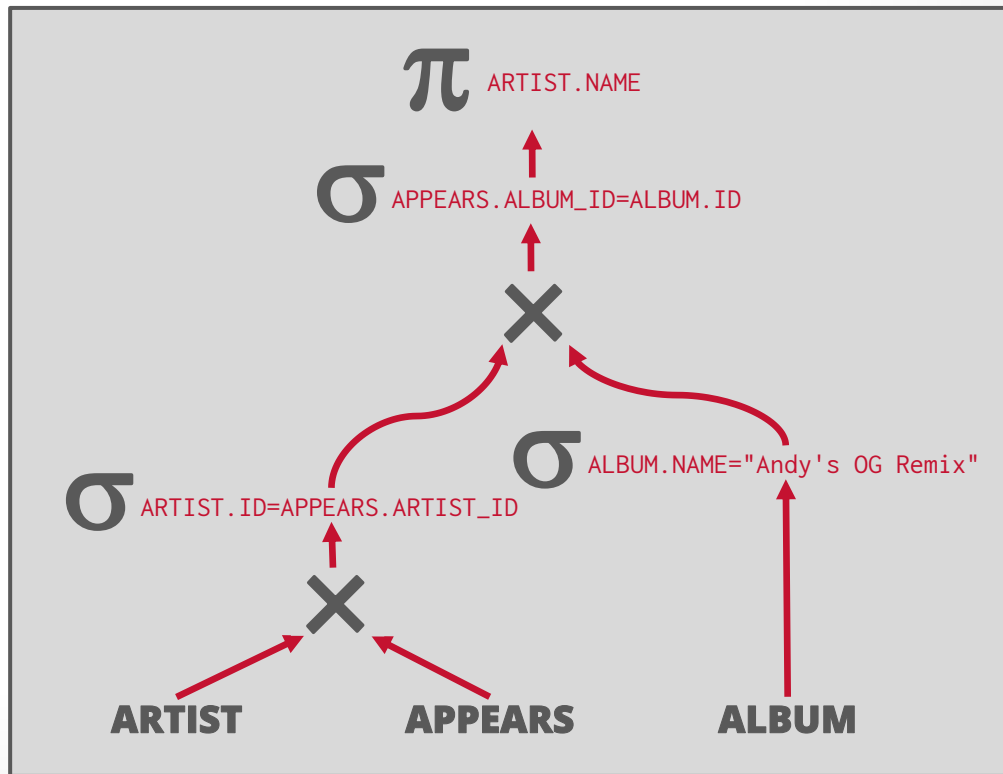 π ARTIST.NAME
σ APPEARS.ALBUM_ID=ALBUM.ID
×
σ ALBUM.NAME="Andy's OG Remix"
σ ARTIST.ID=APPEARS.ARTIST_ID
×
ARTIST APPEARS ALBUM